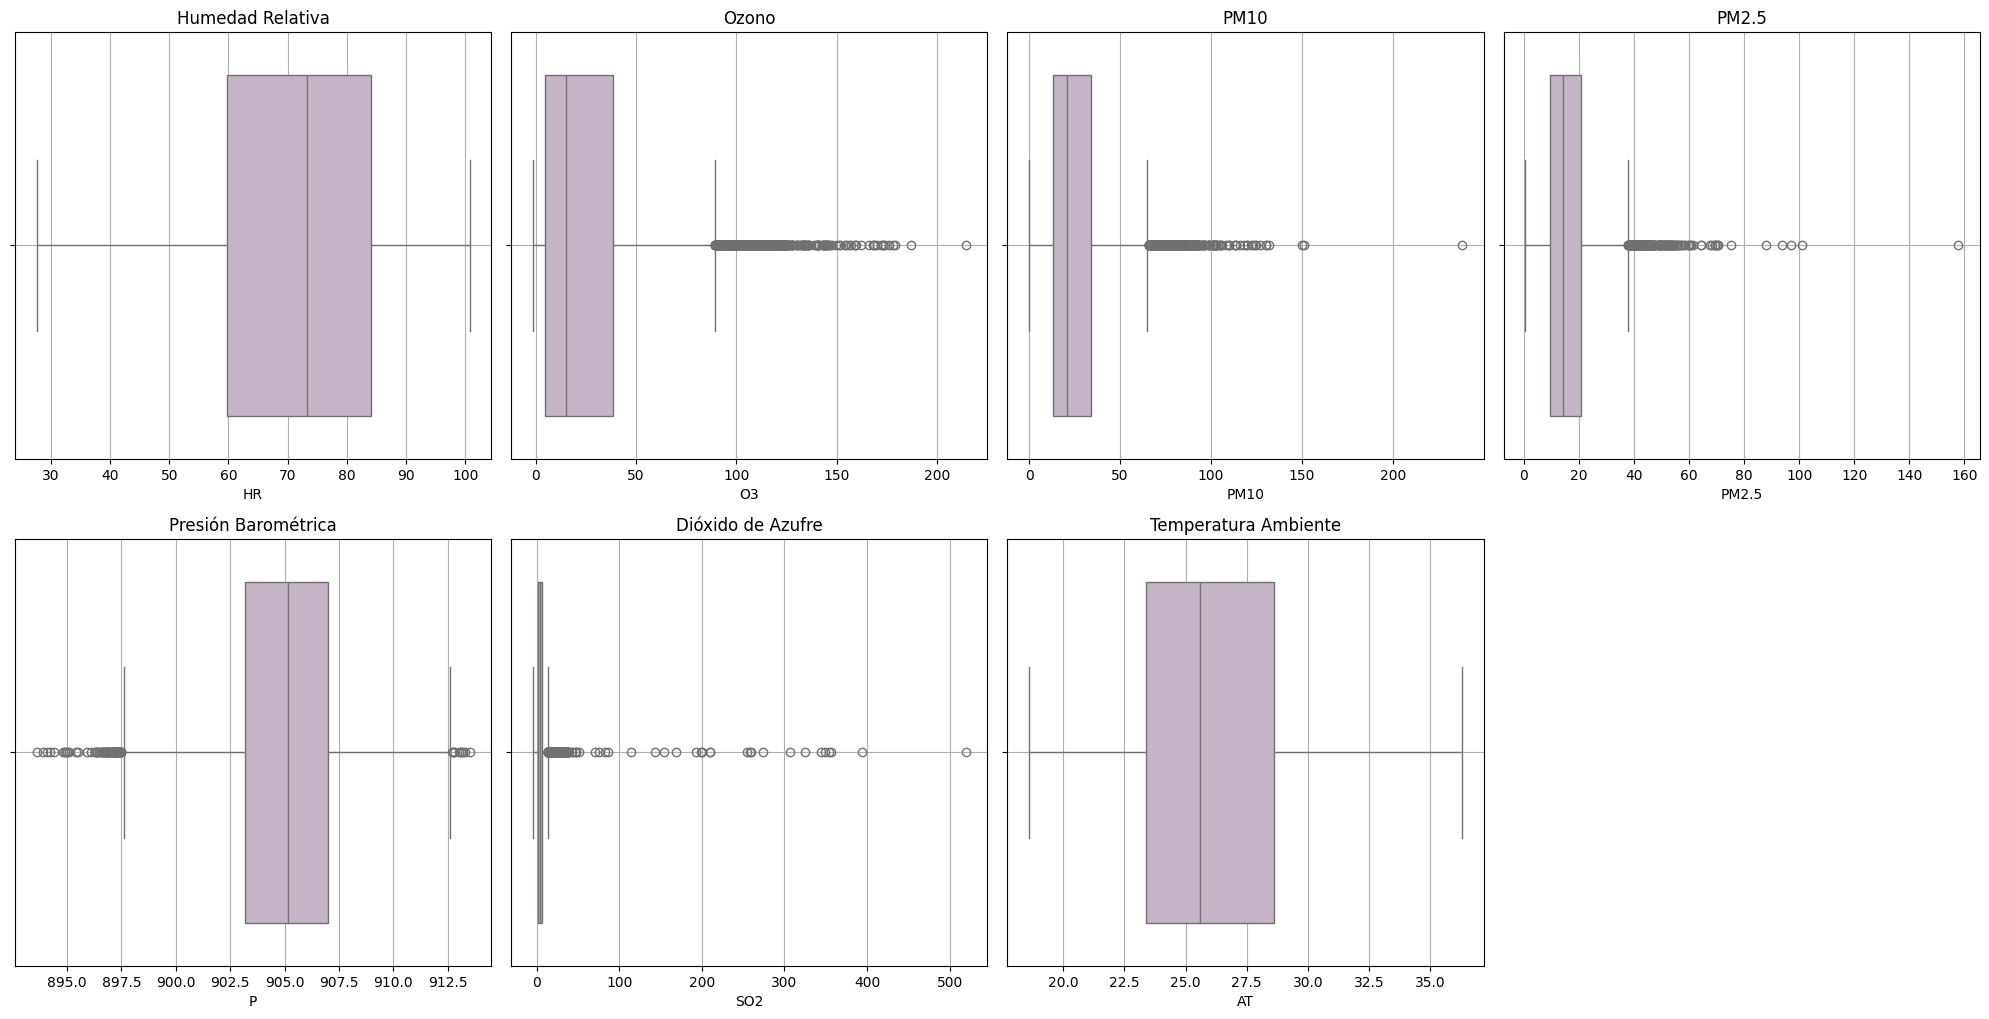 Humedad Relativa Ozono PM10 PM2.5
30 40 50 60 70 80 90 100 0 50 100 150 200 0 50 100 150 200 0 20 40 60 80 100 120 140 160
HR O3 PM10 PM2.5
Presión Barométrica Dióxido de Azufre Temperatura Ambiente
895.0 897.5 900.0 902.5 905.0 907.5 910.0 912.5 0 100 200 300 400 500 20.0 22.5 25.0 27.5 30.0 32.5 35.0
P SO2 AT